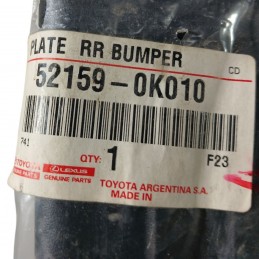 PLATE RR BUMPER
CD
52159-0K010
741
QTY: 1
F23
TOYOTA
LEXUS
GENUINE PARTS
TOYOTA ARGENTINA S.A.
MADE IN